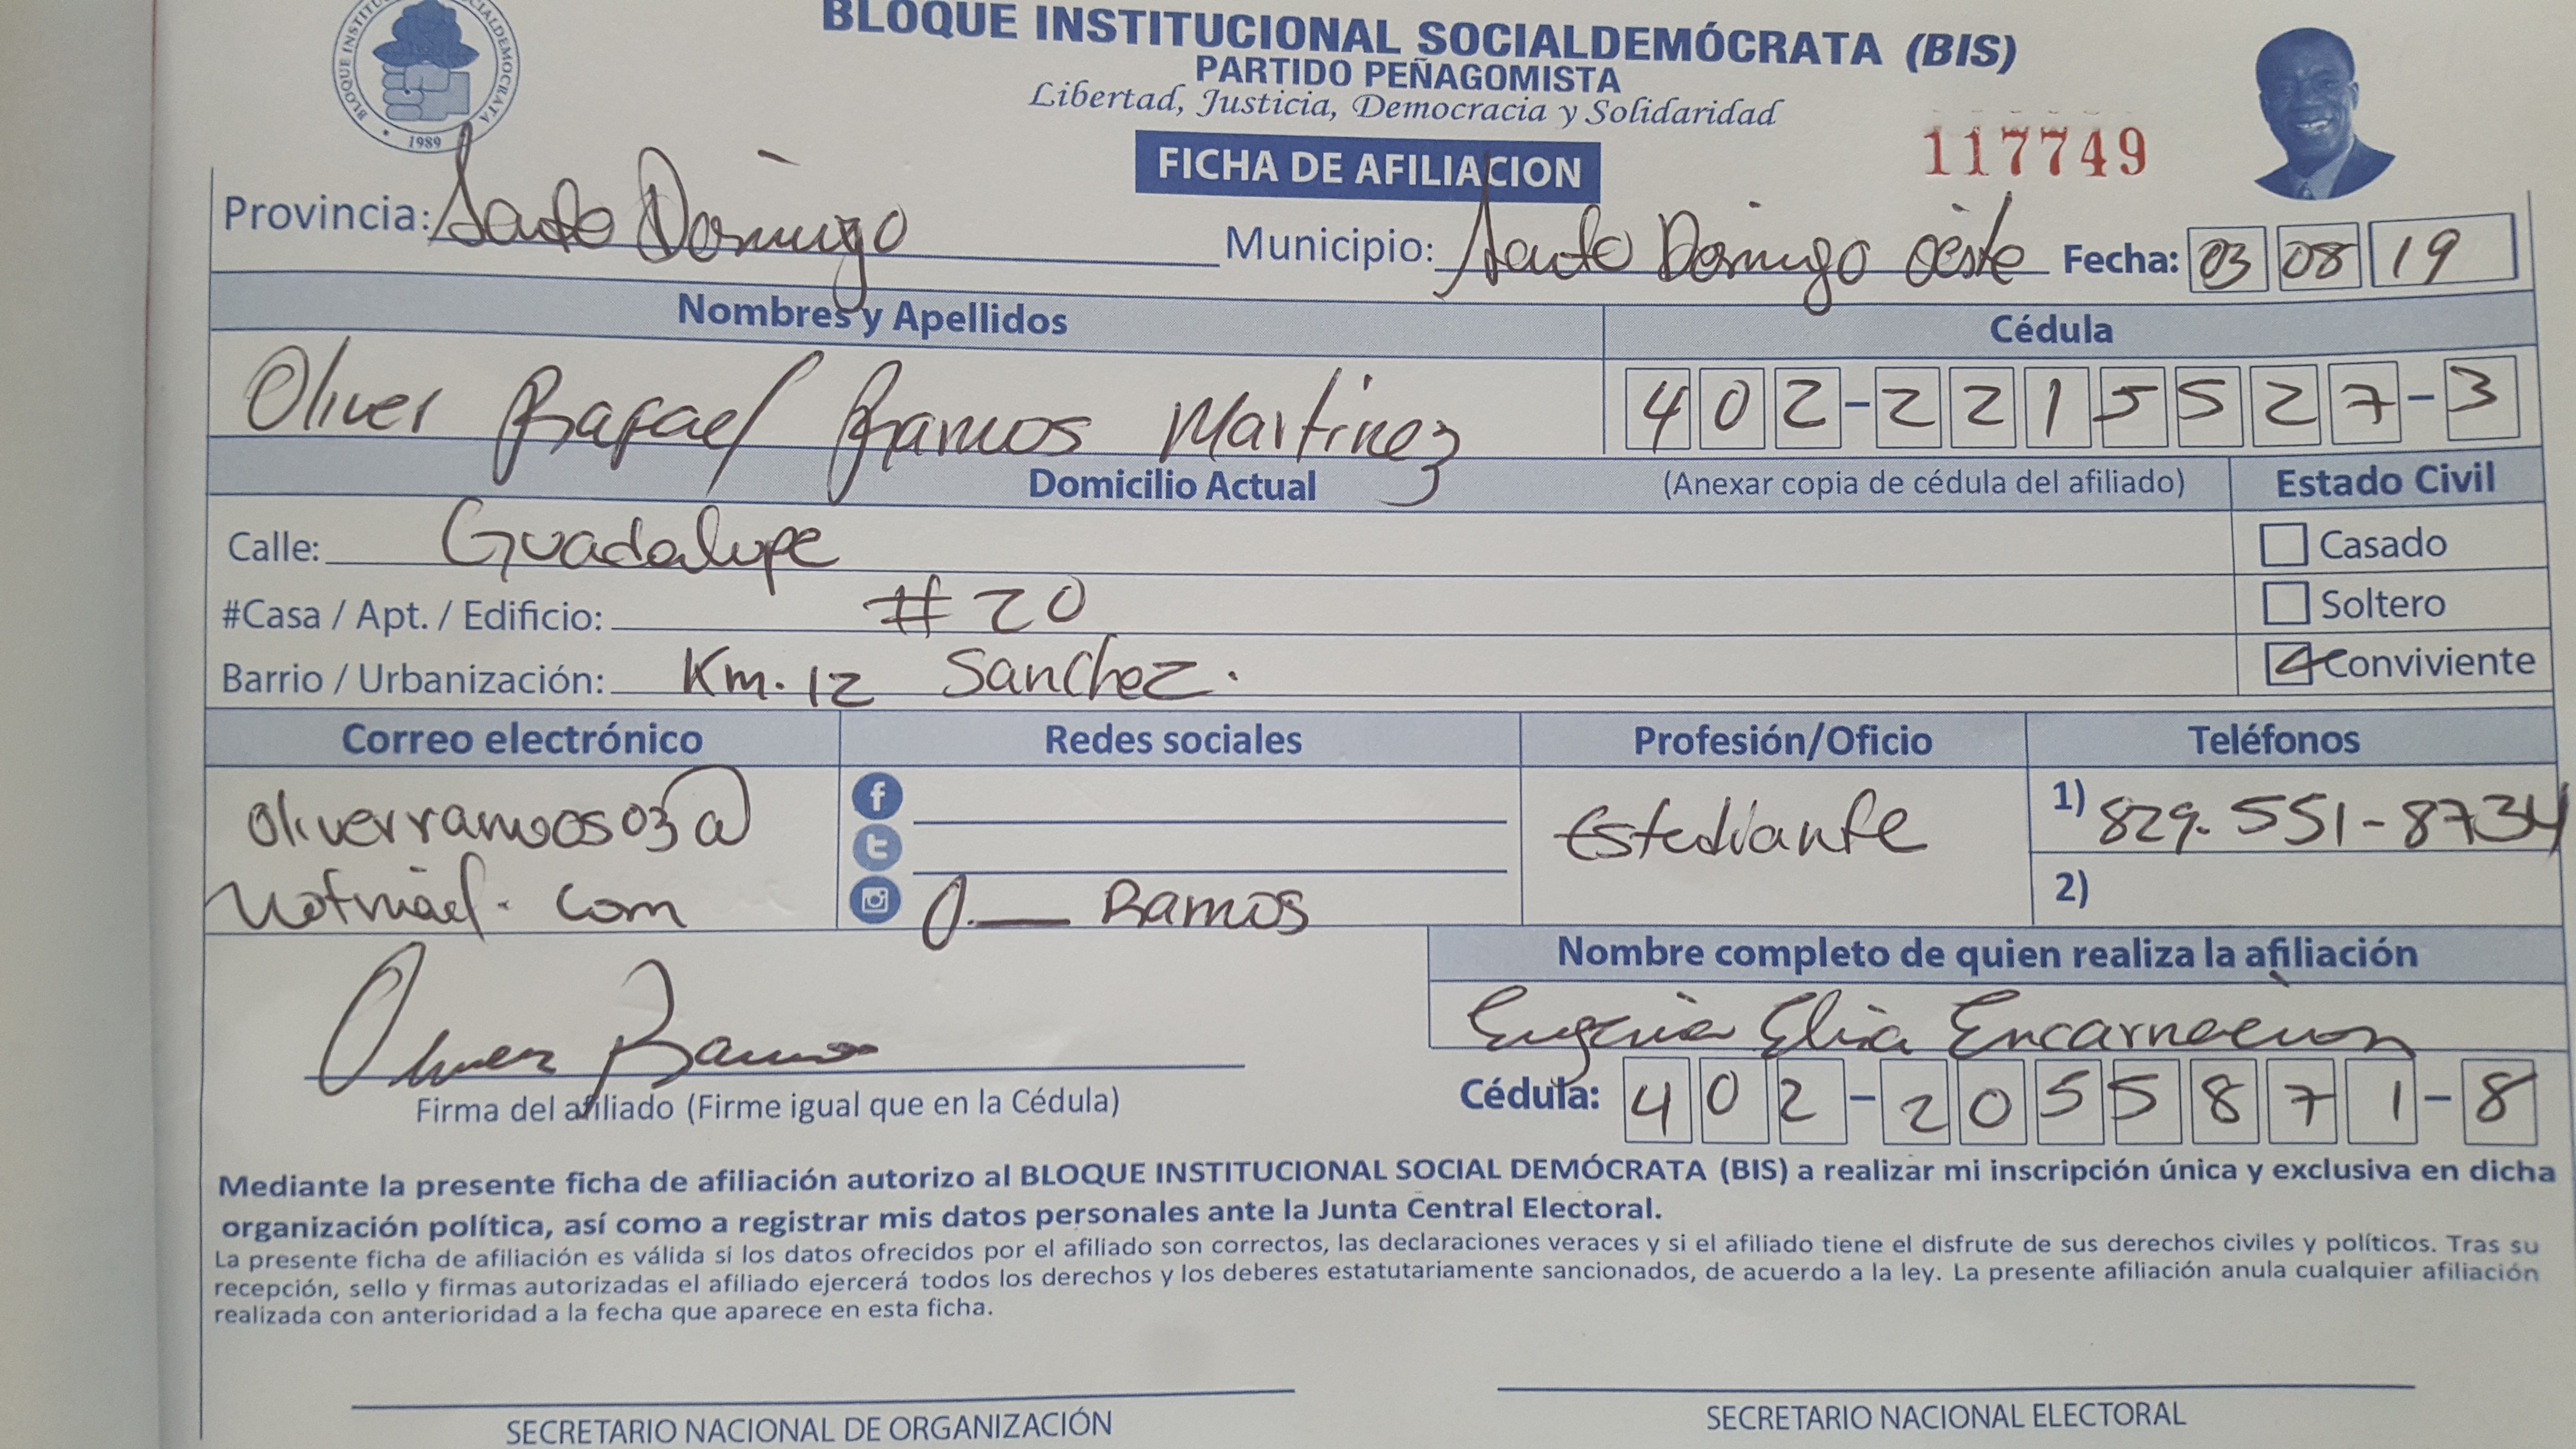 BLOQUE INSTITUCIONAL SOCIALDEMÓCRATA (BIS)
PARTIDO PEÑAGOMISTA
Libertad, Justicia, Democracia y Solidaridad
BLOQUE INSTITUCIONAL SOCIALDEMOCRATA
1989
FICHA DE AFILIACION
117749
Provincia: Santo Domingo Municipio: Santo Domingo Oeste Fecha: 03 08 19
Nombres y Apellidos Cédula
Oliver Rafael Ramos Martinez 402-2215527-3
Domicilio Actual (Anexar copia de cédula del afiliado) Estado Civil
Calle: Guadalupe Casado
#Casa / Apt. / Edificio: #20 Soltero
Barrio / Urbanización: Km. 12 Sanchez. Conviviente
Correo electrónico Redes sociales Profesión/Oficio Teléfonos
oliverramos03@ Estudiante 1) 829. 551-8734
Hotmail. com O.__ Ramos 2)
Nombre completo de quien realiza la afiliación
Oliver Ramos Eugenia Elia Encarnacion
Firma del afiliado (Firme igual que en la Cédula) Cédula: 402-2055871-8
Mediante la presente ficha de afiliación autorizo al BLOQUE INSTITUCIONAL SOCIAL DEMÓCRATA (BIS) a realizar mi inscripción única y exclusiva en dicha
organización política, así como a registrar mis datos personales ante la Junta Central Electoral.
La presente ficha de afiliación es válida si los datos ofrecidos por el afiliado son correctos, las declaraciones veraces y si el afiliado tiene el disfrute de sus derechos civiles y políticos. Tras su
recepción, sello y firmas autorizadas el afiliado ejercerá todos los derechos y los deberes estatutariamente sancionados, de acuerdo a la ley. La presente afiliación anula cualquier afiliación
realizada con anterioridad a la fecha que aparece en esta ficha.
SECRETARIO NACIONAL DE ORGANIZACIÓN SECRETARIO NACIONAL ELECTORAL